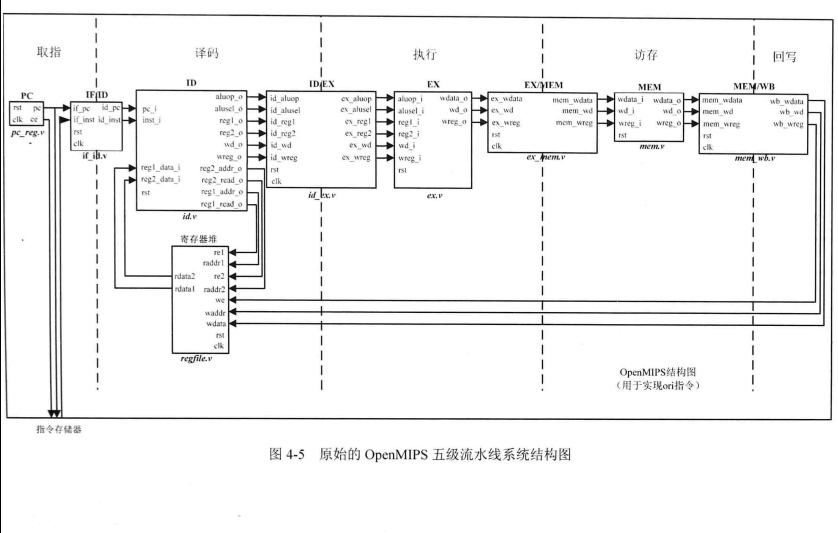 取指
译码
执行
访存
回写
PC
rst pc
clk ce
pc_reg.v
IF/ID
if_pc id_pc
if_inst id_inst
rst
clk
if_id.v
ID
aluop_o
pc_i alusel_o
inst_i reg1_o
reg2_o
wd_o
wreg_o
reg1_data_i reg2_addr_o
reg2_data_i reg2_read_o
rst reg1_addr_o
reg1_read_o
id.v
ID/EX
id_aluop ex_aluop
id_alusel ex_alusel
id_reg1 ex_reg1
id_reg2 ex_reg2
id_wd ex_wd
id_wreg ex_wreg
rst
clk
id_ex.v
EX
aluop_i wdata_o
alusel_i wd_o
reg1_i wreg_o
reg2_i
wd_i
wreg_i
rst
ex.v
EX/MEM
ex_wdata mem_wdata
ex_wd mem_wd
ex_wreg mem_wreg
rst
clk
ex_mem.v
MEM
wdata_i wdata_o
wd_i wd_o
wreg_i wreg_o
rst
mem.v
MEM/WB
mem_wdata wb_wdata
mem_wd wb_wd
mem_wreg wb_wreg
rst
clk
mem_wb.v
寄存器堆
re1
raddr1
rdata2 re2
rdata1 raddr2
we
waddr
wdata
rst
clk
regfile.v
OpenMIPS结构图
（用于实现ori指令）
指令存储器
图 4-5 原始的 OpenMIPS 五级流水线系统结构图